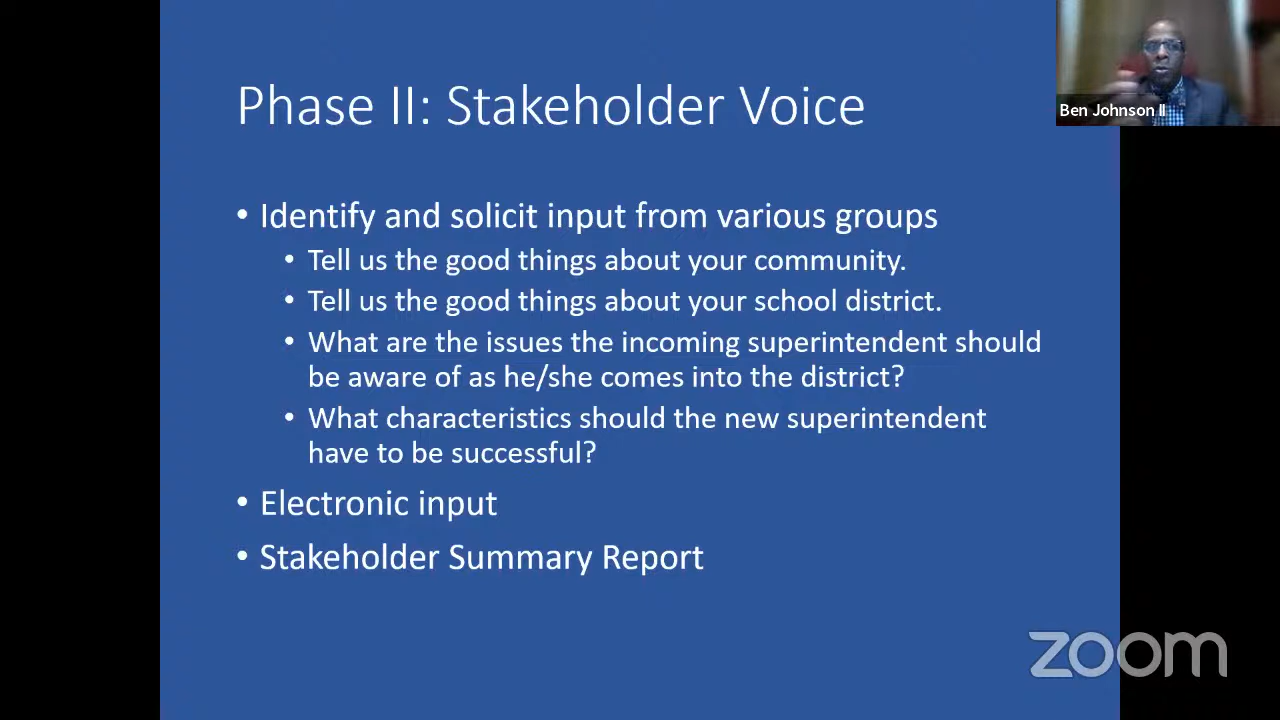 Phase II: Stakeholder Voice
Ben Johnson II
• Identify and solicit input from various groups
• Tell us the good things about your community.
• Tell us the good things about your school district.
• What are the issues the incoming superintendent should
be aware of as he/she comes into the district?
• What characteristics should the new superintendent
have to be successful?
• Electronic input
• Stakeholder Summary Report
zoom